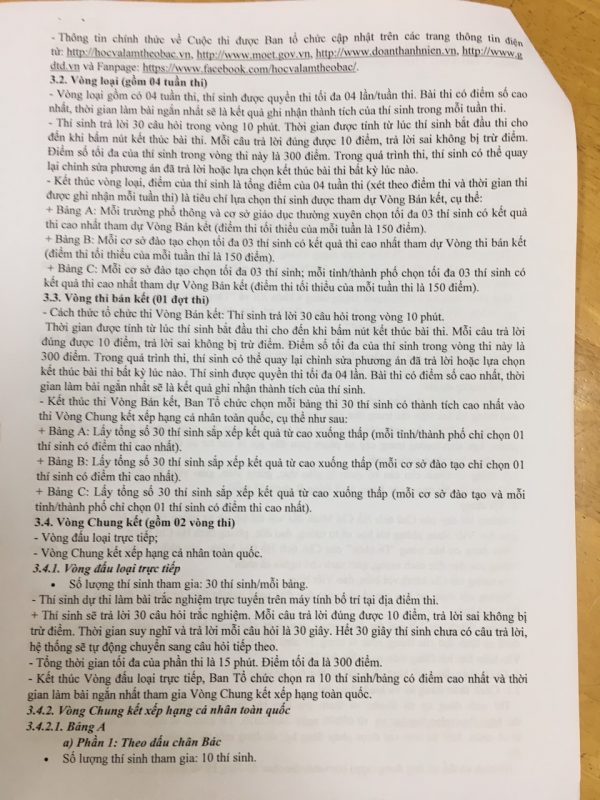 - Thông tin chính thức về Cuộc thi được Ban tổ chức cập nhật trên các trang thông tin điện
tử: http://hocvalamtheobac.vn, http://www.moet.gov.vn, http://www.doanthanhnien.vn, http://www.g
dtd.vn và Fanpage: https://www.facebook.com/hocvalamtheobac/.
3.2. Vòng loại (gồm 04 tuần thi)
- Vòng loại gồm có 04 tuần thi, thí sinh được quyền thi tối đa 04 lần/tuần thi. Bài thi có điểm số cao
nhất, thời gian làm bài ngắn nhất sẽ là kết quả ghi nhận thành tích của thí sinh trong mỗi tuần thi.
- Thí sinh trả lời 30 câu hỏi trong vòng 10 phút. Thời gian được tính từ lúc thí sinh bắt đầu thi cho
đến khi bấm nút kết thúc bài thi. Mỗi câu trả lời đúng được 10 điểm, trả lời sai không bị trừ điểm.
Điểm số tối đa của thí sinh trong vòng thi này là 300 điểm. Trong quá trình thi, thí sinh có thể quay
lại chỉnh sửa phương án đã trả lời hoặc lựa chọn kết thúc bài thi bất kỳ lúc nào.
- Kết thúc vòng loại, điểm của thí sinh là tổng điểm của 04 tuần thi (xét theo điểm thi và thời gian thi
được ghi nhận mỗi tuần thi) là tiêu chí lựa chọn thí sinh được tham dự Vòng Bán kết, cụ thể:
+ Bảng A: Mỗi trường phổ thông và cơ sở giáo dục thường xuyên chọn tối đa 03 thí sinh có kết quả
thi cao nhất tham dự Vòng Bán kết (điểm thi tối thiểu của mỗi tuần thi là 150 điểm).
+ Bảng B: Mỗi cơ sở đào tạo chọn tối đa 03 thí sinh có kết quả thi cao nhất tham dự Vòng thi bán kết
(điểm thi tối thiểu của mỗi tuần thi là 150 điểm).
+ Bảng C: Mỗi cơ sở đào tạo chọn tối đa 03 thí sinh; mỗi tỉnh/thành phố chọn tối đa 03 thí sinh có
kết quả thi cao nhất tham dự Vòng Bán kết (điểm thi tối thiểu của mỗi tuần thi là 150 điểm).
3.3. Vòng thi bán kết (01 đợt thi)
- Cách thức tổ chức thi Vòng Bán kết: Thí sinh trả lời 30 câu hỏi trong vòng 10 phút.
Thời gian được tính từ lúc thí sinh bắt đầu thi cho đến khi bấm nút kết thúc bài thi. Mỗi câu trả lời
đúng được 10 điểm, trả lời sai không bị trừ điểm. Điểm số tối đa của thí sinh trong vòng thi này là
300 điểm. Trong quá trình thi, thí sinh có thể quay lại chỉnh sửa phương án đã trả lời hoặc lựa chọn
kết thúc bài thi bất kỳ lúc nào. Thí sinh được quyền thi tối đa 04 lần. Bài thi có điểm số cao nhất, thời
gian làm bài ngắn nhất sẽ là kết quả ghi nhận thành tích của thí sinh.
- Kết thúc thi Vòng Bán kết, Ban Tổ chức chọn mỗi bảng thi 30 thí sinh có thành tích cao nhất vào
thi Vòng Chung kết xếp hạng cá nhân toàn quốc, cụ thể như sau:
+ Bảng A: Lấy tổng số 30 thí sinh sắp xếp kết quả từ cao xuống thấp (mỗi tỉnh/thành phố chỉ chọn 01
thí sinh có điểm thi cao nhất).
+ Bảng B: Lấy tổng số 30 thí sinh sắp xếp kết quả từ cao xuống thấp (mỗi cơ sở đào tạo chỉ chọn 01
thí sinh có điểm thi cao nhất).
+ Bảng C: Lấy tổng số 30 thí sinh sắp xếp kết quả từ cao xuống thấp (mỗi cơ sở đào tạo và mỗi
tỉnh/thành phố chỉ chọn 01 thí sinh có điểm thi cao nhất).
3.4. Vòng Chung kết (gồm 02 vòng thi)
- Vòng đấu loại trực tiếp;
- Vòng Chung kết xếp hạng cá nhân toàn quốc.
3.4.1. Vòng đấu loại trực tiếp
• Số lượng thí sinh tham gia: 30 thí sinh/mỗi bảng.
- Thí sinh dự thi làm bài trắc nghiệm trực tuyến trên máy tính bố trí tại địa điểm thi.
+ Thí sinh sẽ trả lời 30 câu hỏi trắc nghiệm. Mỗi câu trả lời đúng được 10 điểm, trả lời sai không bị
trừ điểm. Thời gian suy nghĩ và trả lời mỗi câu hỏi là 30 giây. Hết 30 giây thí sinh chưa có câu trả lời,
hệ thống sẽ tự động chuyển sang câu hỏi tiếp theo.
- Tổng thời gian tối đa của phần thi là 15 phút. Điểm tối đa là 300 điểm.
- Kết thúc Vòng đấu loại trực tiếp, Ban Tổ chức chọn ra 10 thí sinh/bảng có điểm cao nhất và thời
gian làm bài ngắn nhất tham gia Vòng Chung kết xếp hạng toàn quốc.
3.4.2. Vòng Chung kết xếp hạng cá nhân toàn quốc
3.4.2.1. Bảng A
a) Phần 1: Theo dấu chân Bác
• Số lượng thí sinh tham gia: 10 thí sinh.